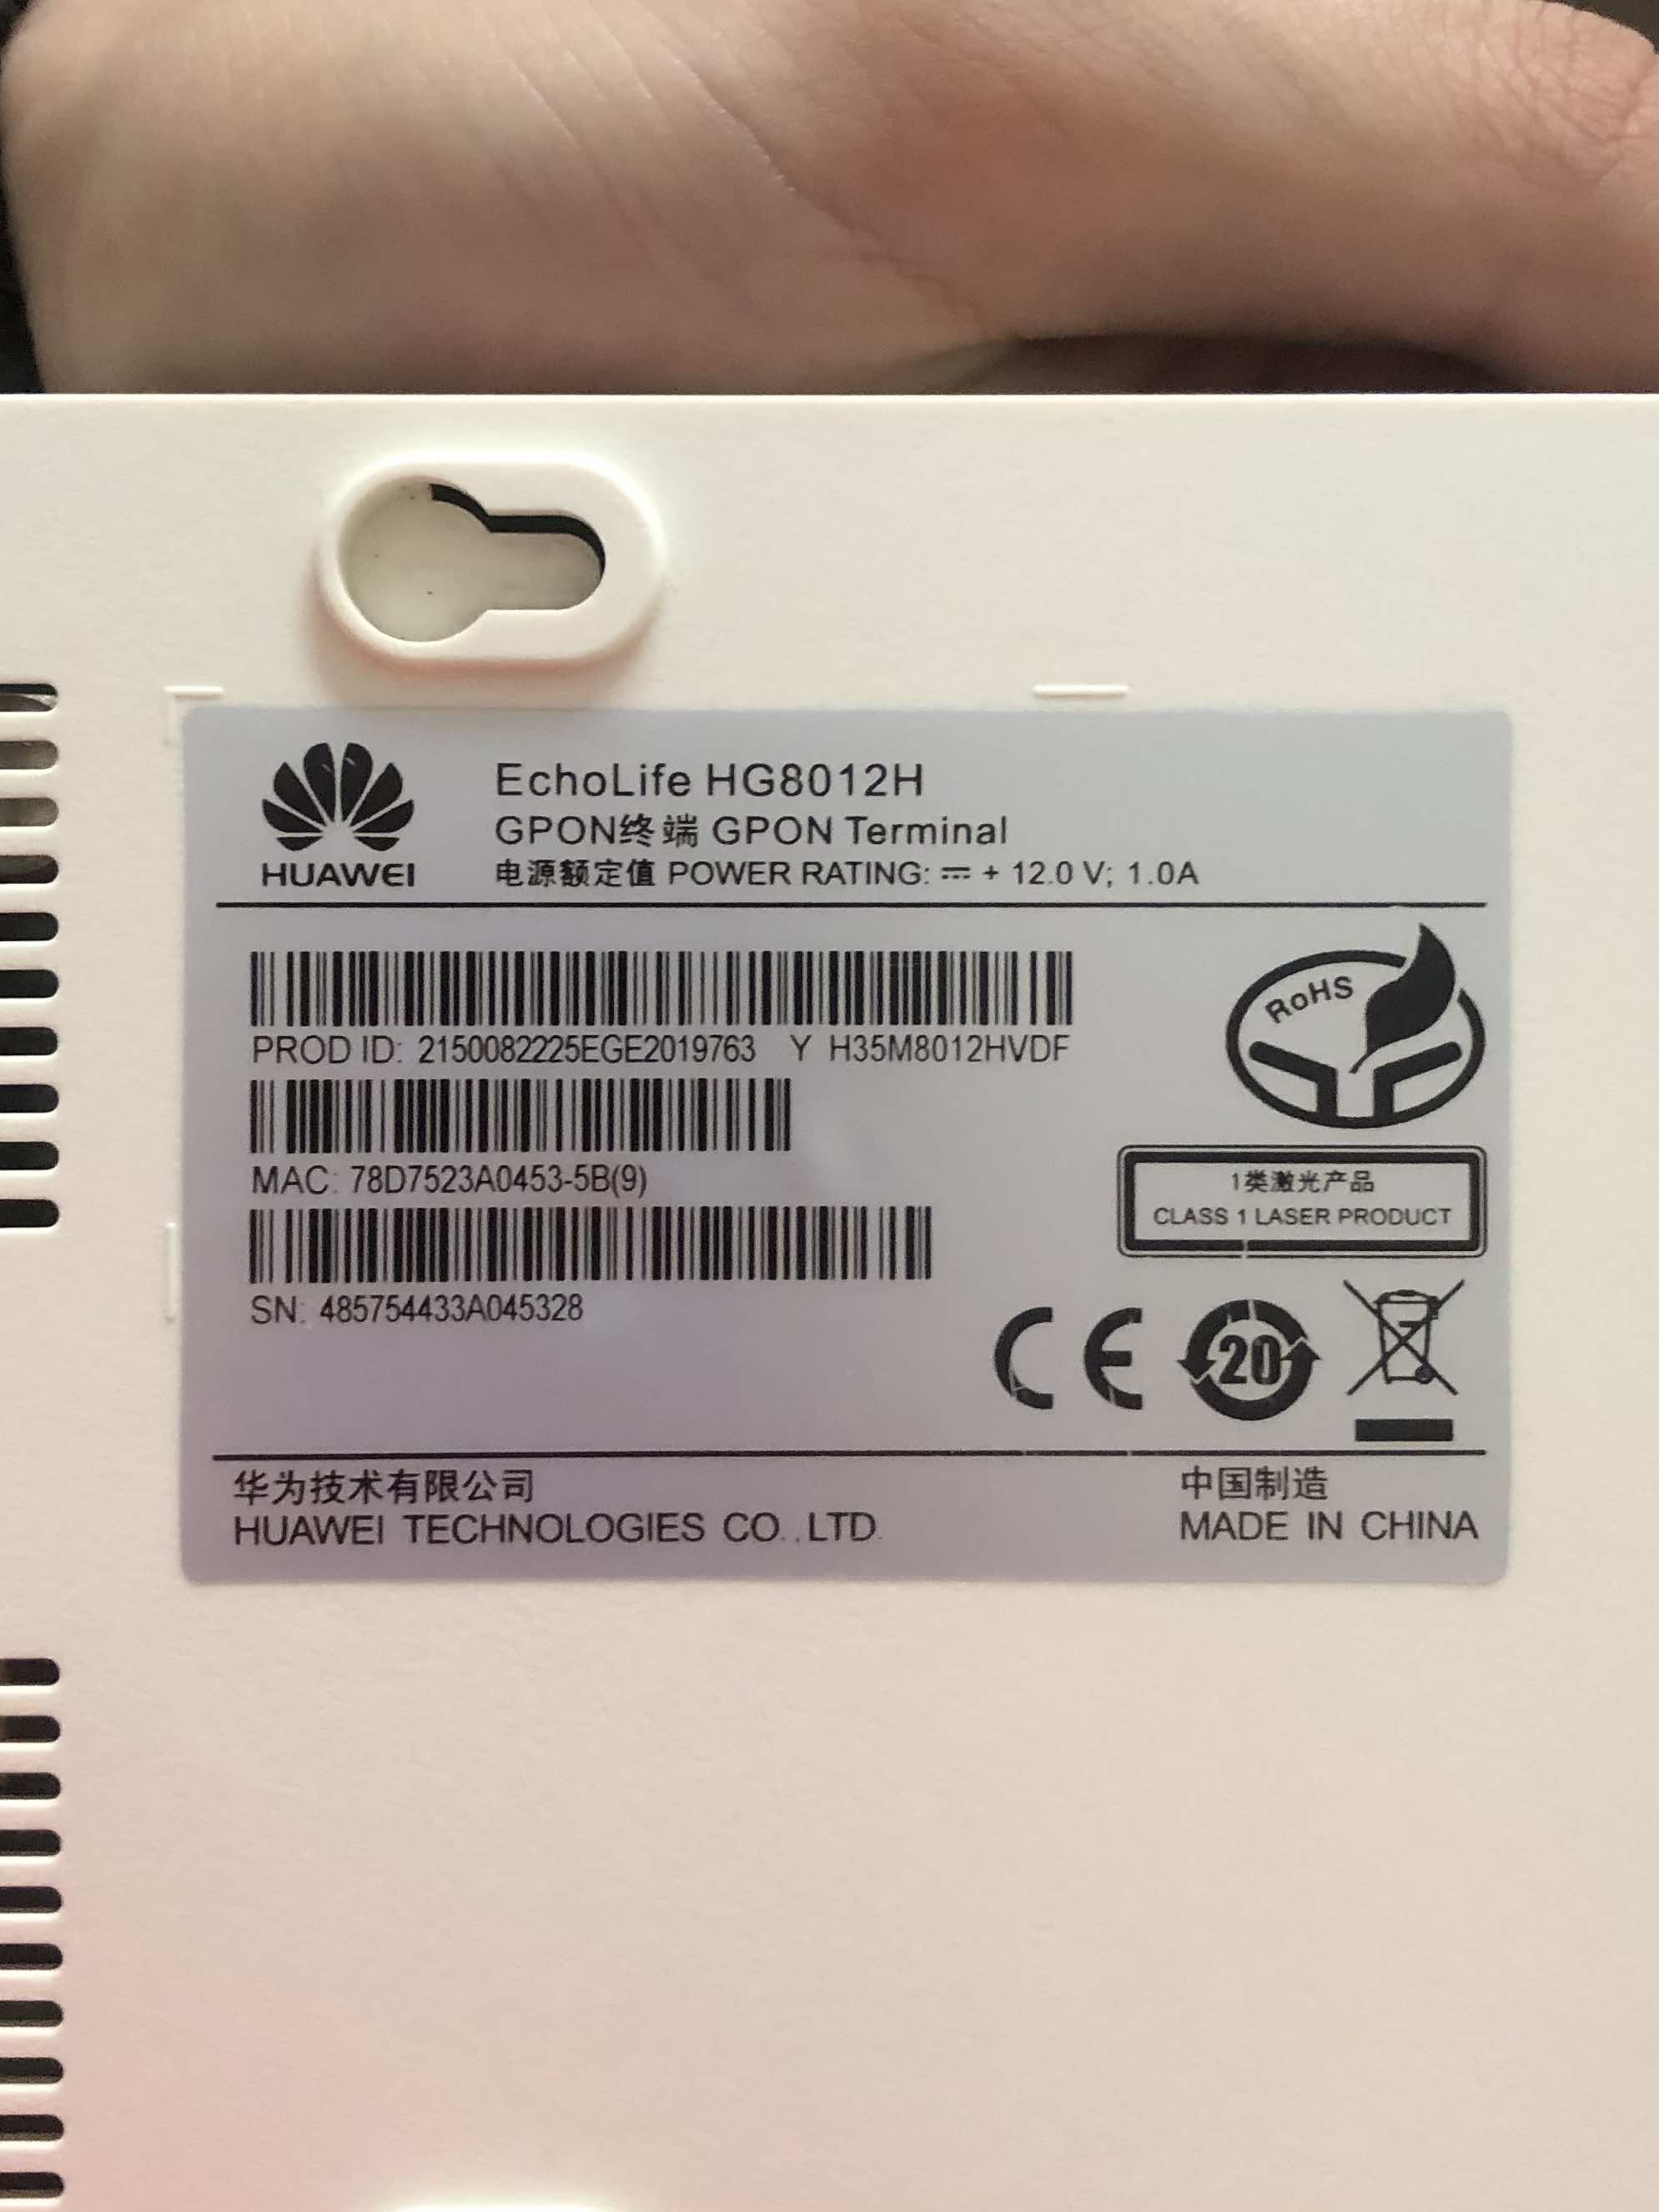 HUAWEI
EchoLife HG8012H
GPON终端 GPON Terminal
电源额定值 POWER RATING: ⎓ + 12.0 V; 1.0A
PROD ID: 2150082225EGE2019763 Y H35M8012HVDF
RoHS
MAC: 78D7523A0453-5B(9)
1类激光产品
CLASS 1 LASER PRODUCT
SN: 485754433A045328
CE
20
华为技术有限公司
HUAWEI TECHNOLOGIES CO.,LTD.
中国制造
MADE IN CHINA